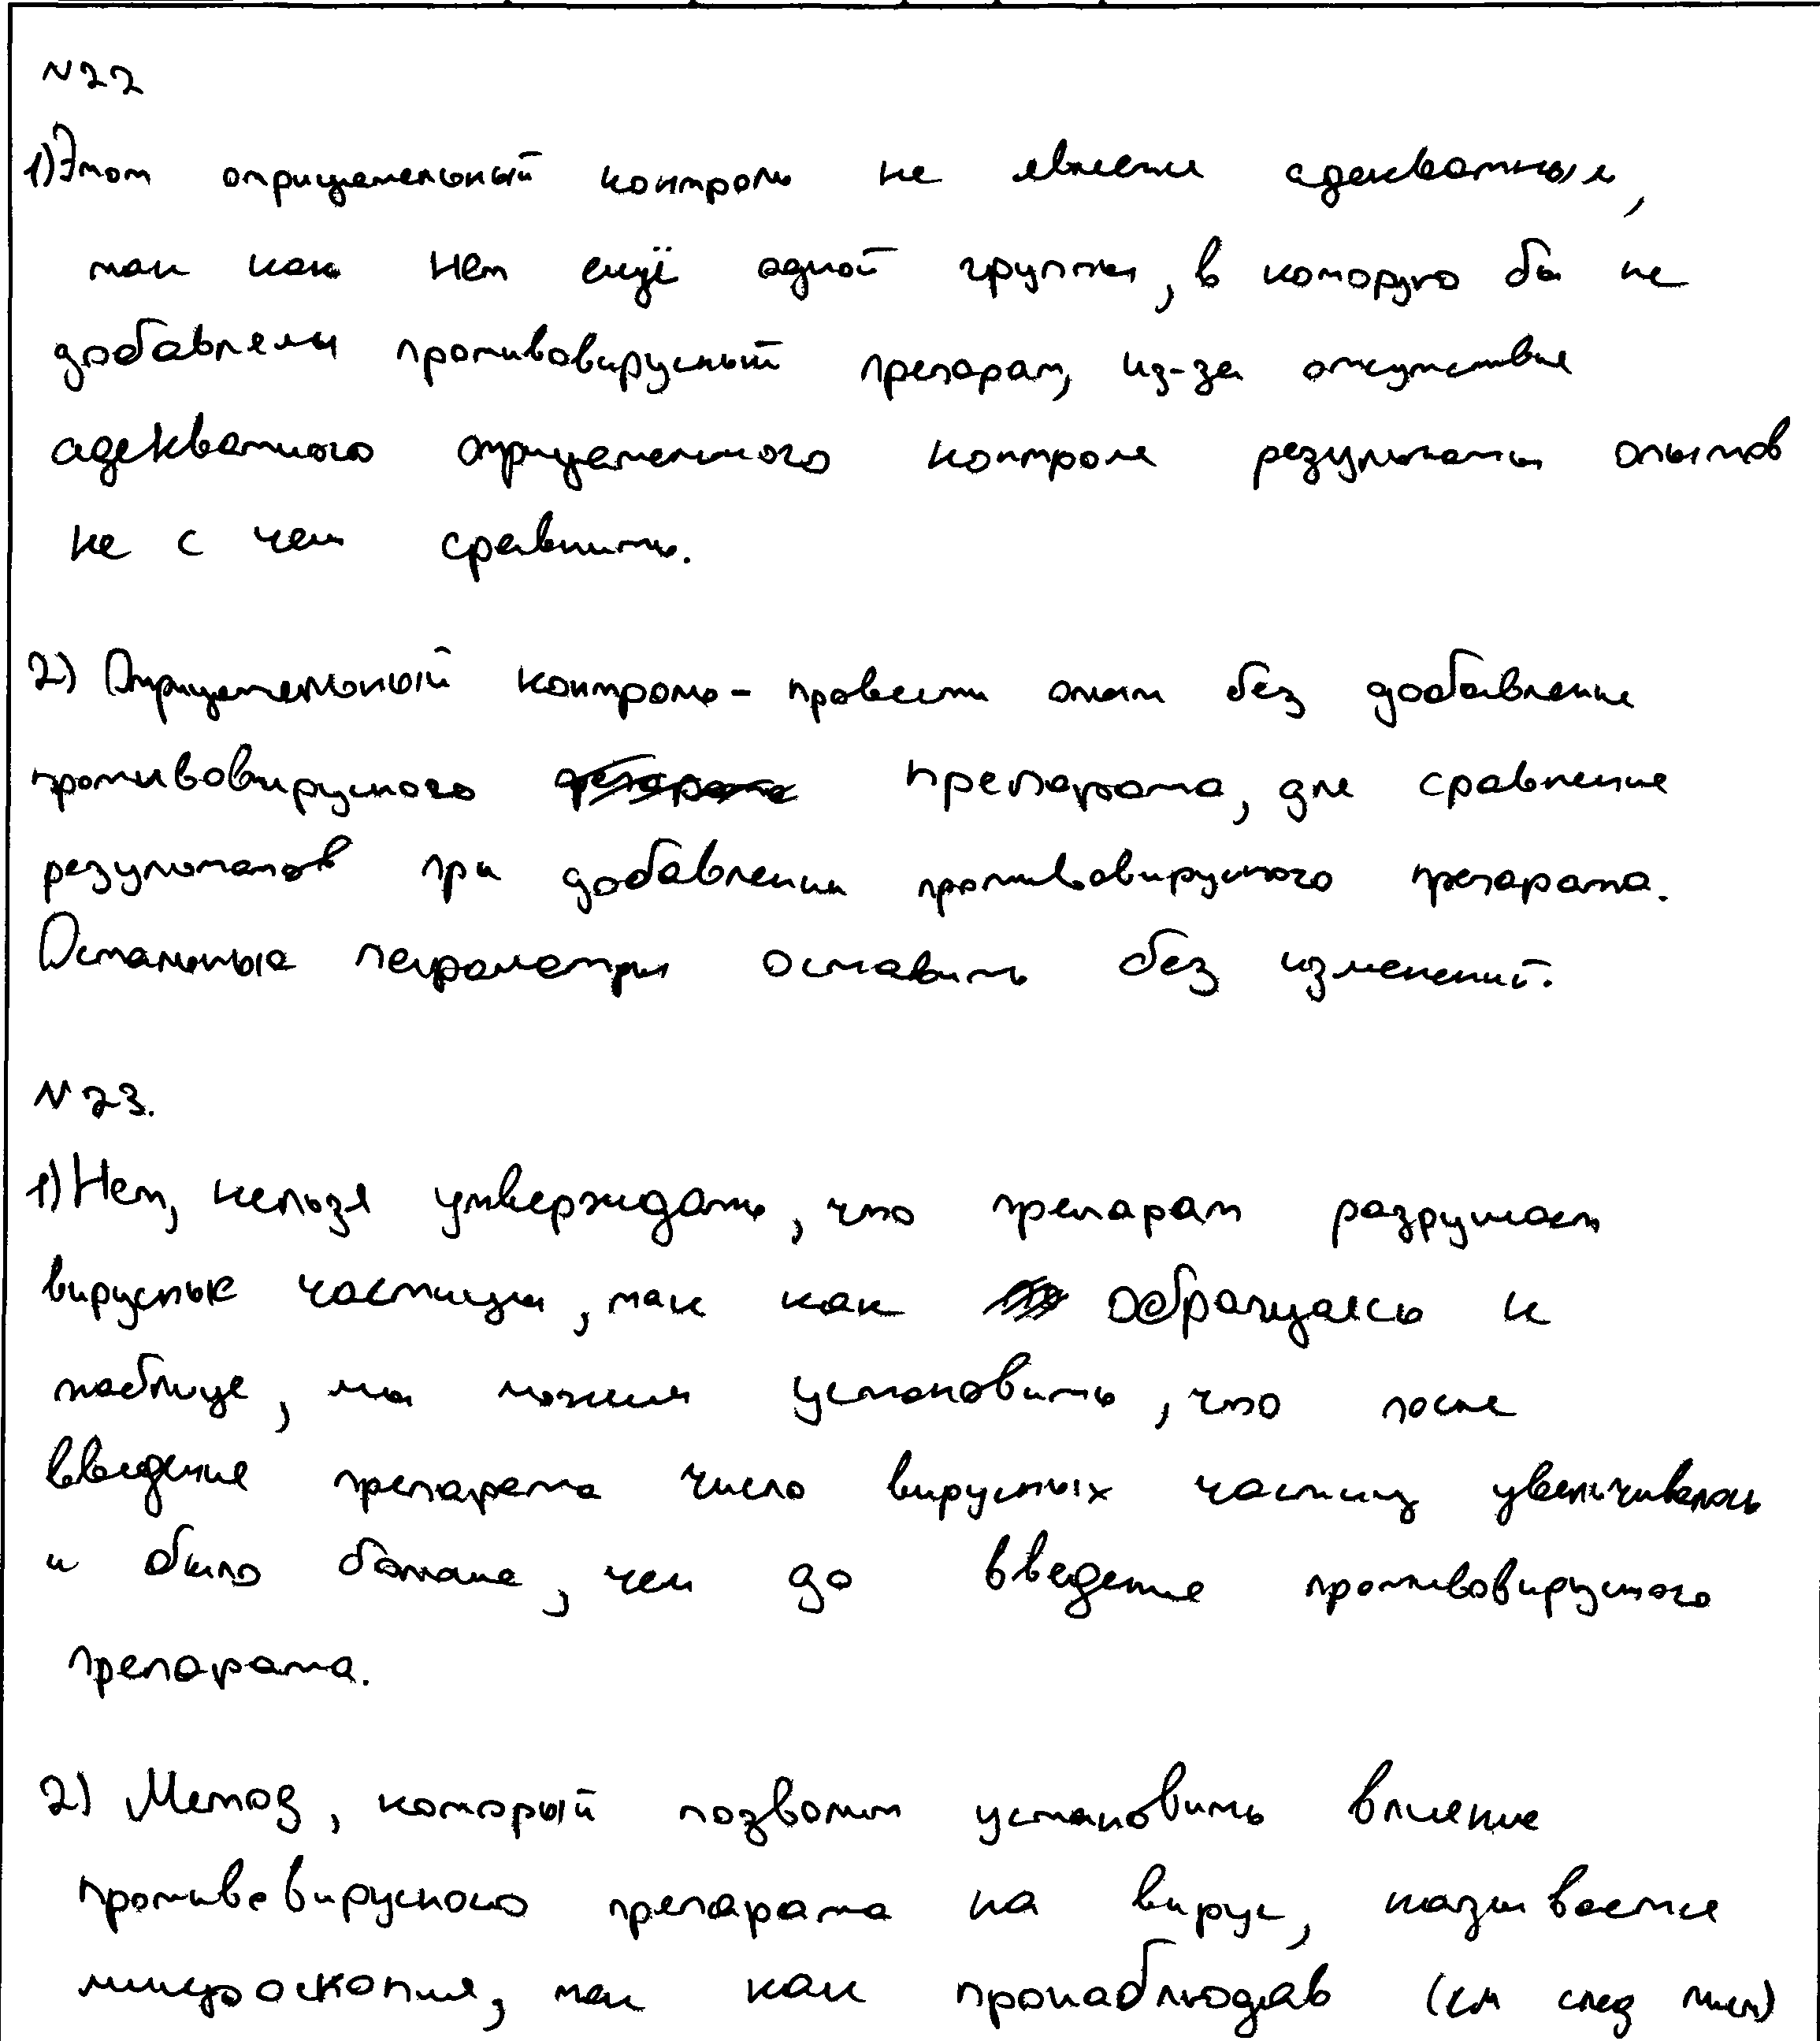 N22
1) Этот отрицательный контроль не является адекватным,
так как нет ещё одной группы, в которую бы не
добавляли противовирусный препарат, из-за отсутствия
адекватного отрицательного контроля результаты опытов
не с чем сравнить.
2) Отрицательный контроль - провести опыт без добавления
противовирусного препарата, для сравнения
результатов при добавлении противовирусного препарата.
Остальные параметры оставить без изменений.
N23.
1) Нет, нельзя утверждать, что препарат разрушает
вирусные частицы, так как обращаясь к
таблице, мы можем установить, что после
введения препарата число вирусных частиц увеличивалось
и было больше, чем до введения противовирусного
препарата.
2) Метод, который позволит установить влияние
противовирусного препарата на вирус, называется
микроскопия, так как пронаблюдав (см след лист)